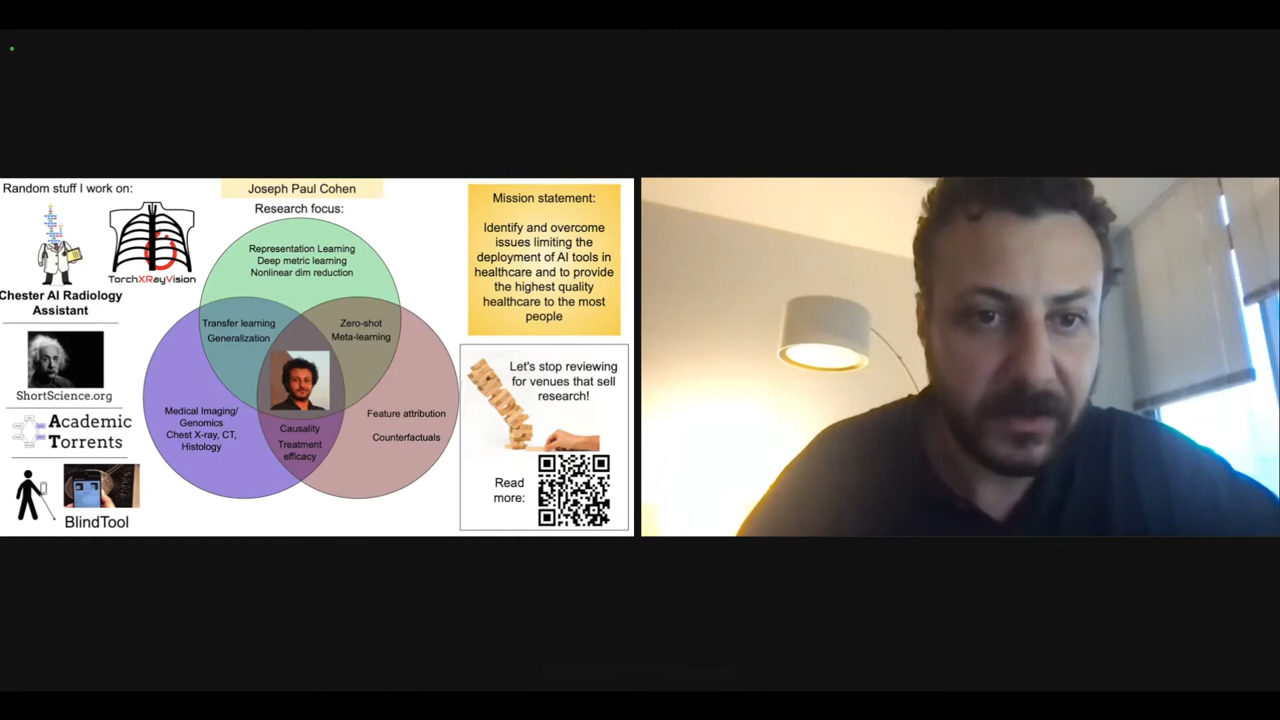 Random stuff I work on:
TorchXRayVision
Chester AI Radiology
Assistant
ShortScience.org
Academic
Torrents
BlindTool
Joseph Paul Cohen
Research focus:
Representation Learning
Deep metric learning
Nonlinear dim reduction
Transfer learning
Generalization
Zero-shot
Meta-learning
Medical Imaging/
Genomics
Chest X-ray, CT,
Histology
Causality
Treatment
efficacy
Feature attribution
Counterfactuals
Mission statement:
Identify and overcome
issues limiting the
deployment of AI tools in
healthcare and to provide
the highest quality
healthcare to the most
people
Let's stop reviewing
for venues that sell
research!
Read
more: